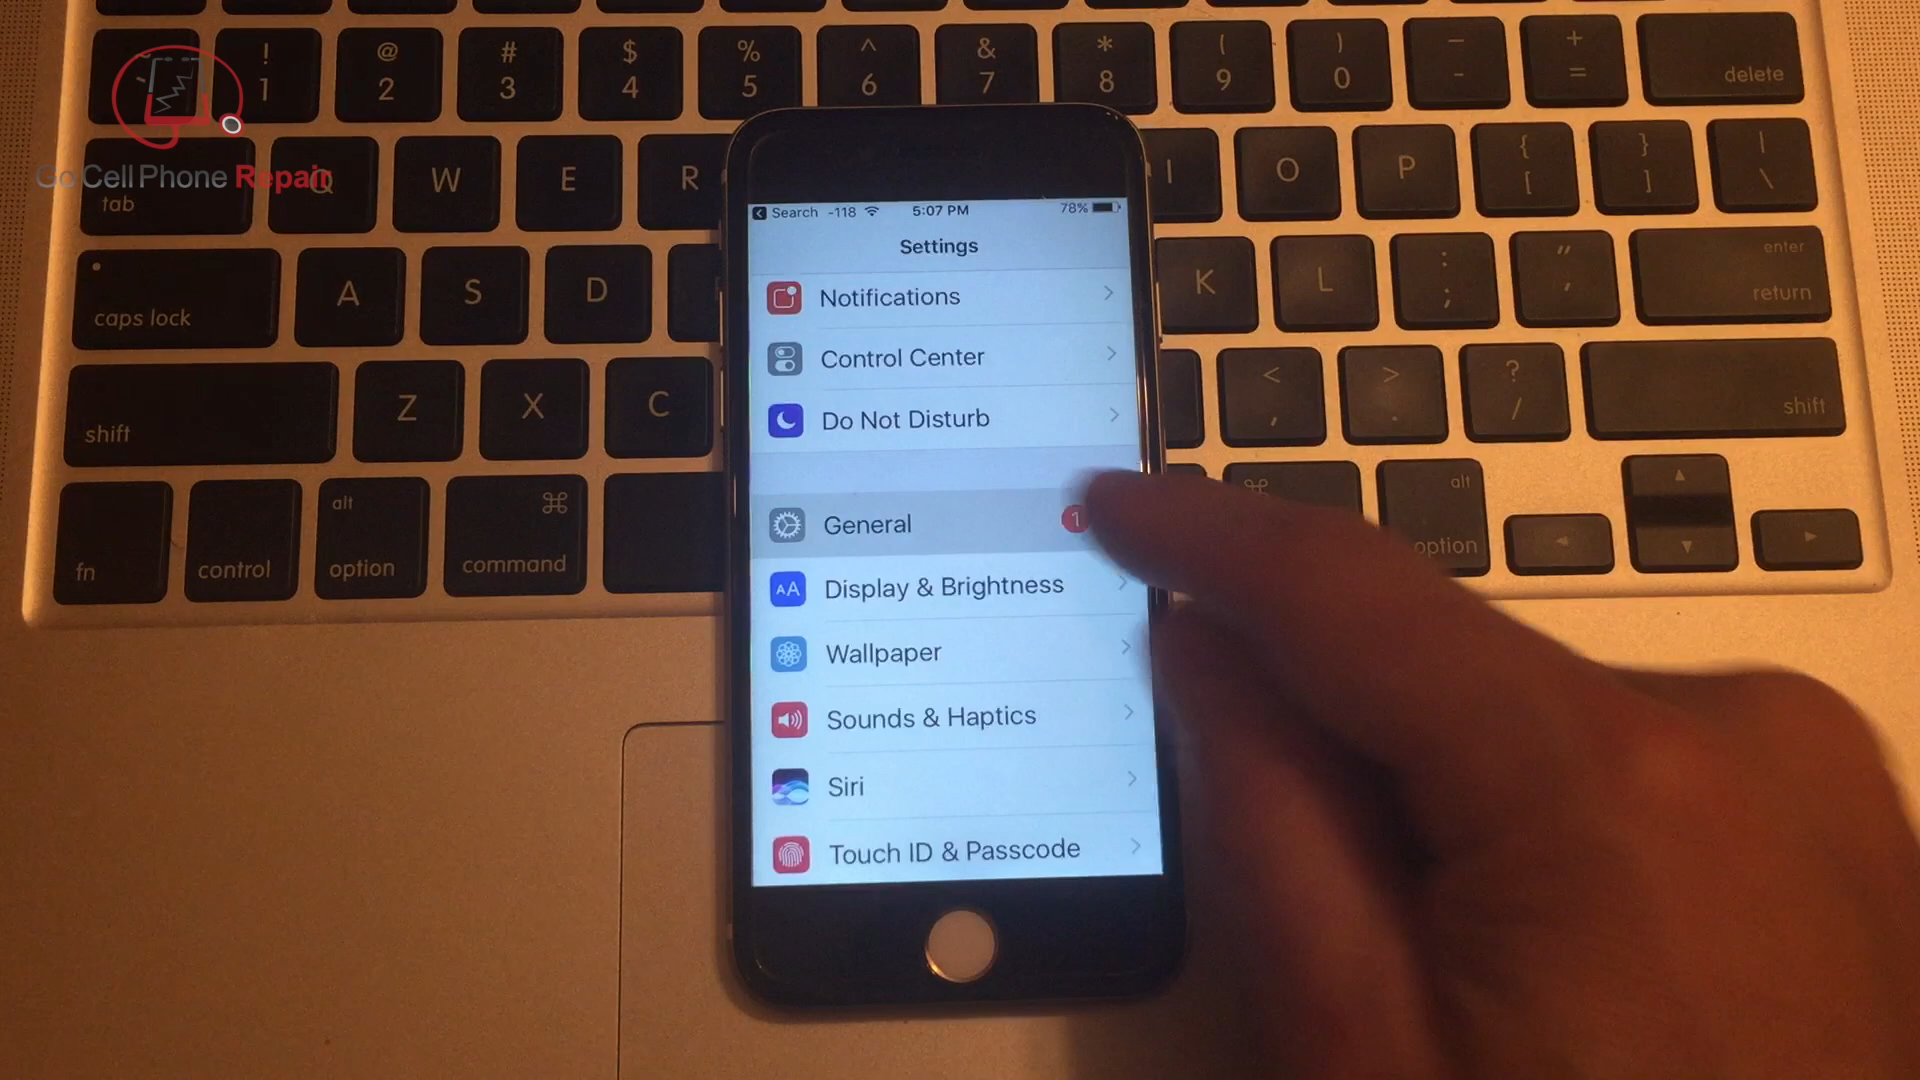 Go Cell Phone Repair
! 1
@ 2
# 3
$ 4
% 5
^ 6
& 7
* 8
( 9
) 0
— -
+ =
delete
tab
Q
W
E
R
I
O
P
{ [
} ]
| \
caps lock
A
S
D
K
L
: ;
" '
enter
return
shift
Z
X
C
< ,
> .
? /
shift
fn
control
alt
option
⌘
command
⌘
alt
option
Search -118 5:07 PM 78%
Settings
Notifications
Control Center
Do Not Disturb
General 1
AA Display & Brightness
Wallpaper
Sounds & Haptics
Siri
Touch ID & Passcode